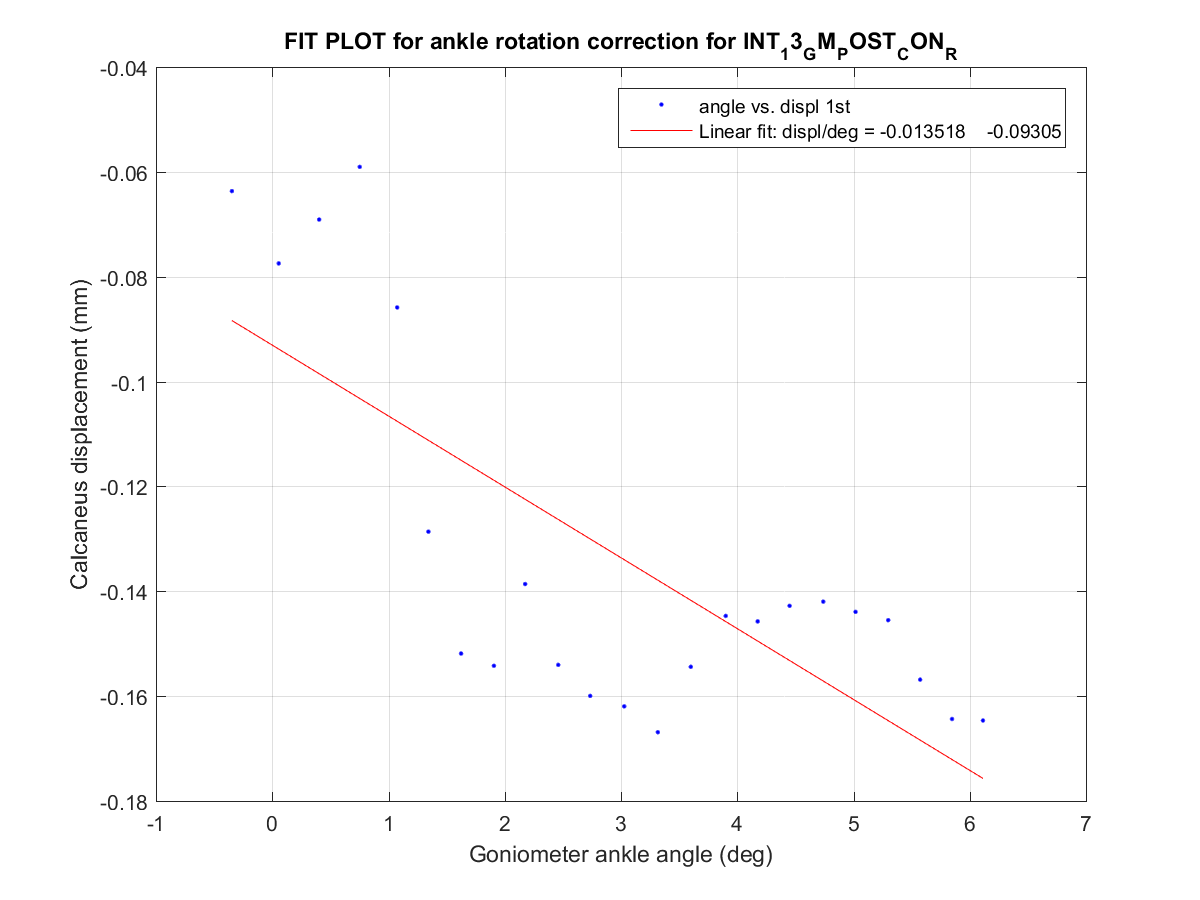 FIT PLOT for ankle rotation correction for INT₁3_GM_POST_CON_R
angle vs. displ 1st
Linear fit: displ/deg = -0.013518 -0.09305
-0.04
-0.06
-0.08
-0.1
-0.12
-0.14
-0.16
-0.18
Calcaneus displacement (mm)
-1 0 1 2 3 4 5 6 7
Goniometer ankle angle (deg)